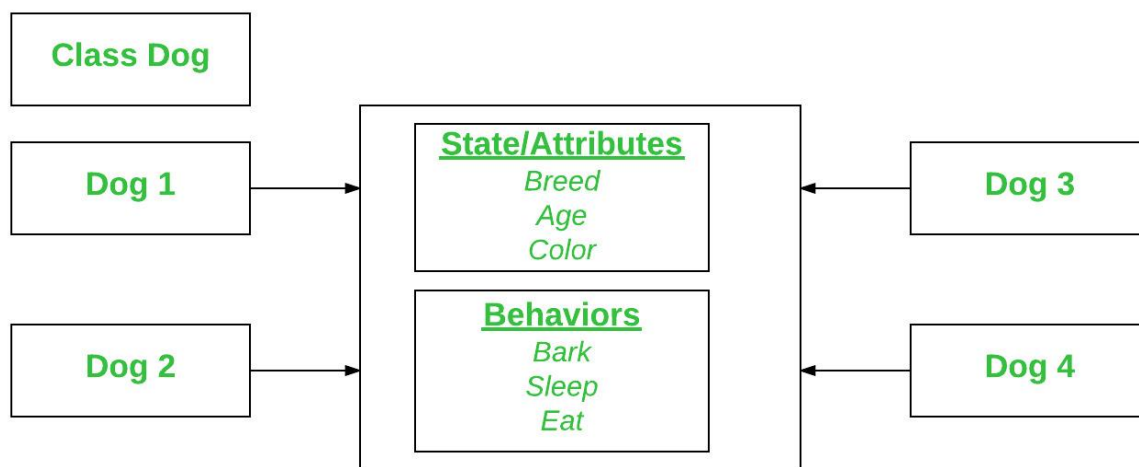 Class Dog
Dog 1
Dog 2
State/Attributes
Breed
Age
Color
Behaviors
Bark
Sleep
Eat
Dog 3
Dog 4